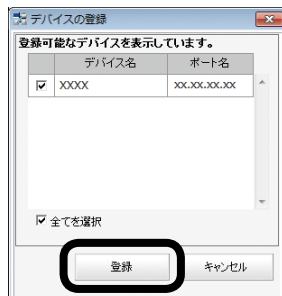 デバイスの登録
登録可能なデバイスを表示しています。
デバイス名 ポート名
XXXX xx.xx.xx.xx
全てを選択
登録 キャンセル